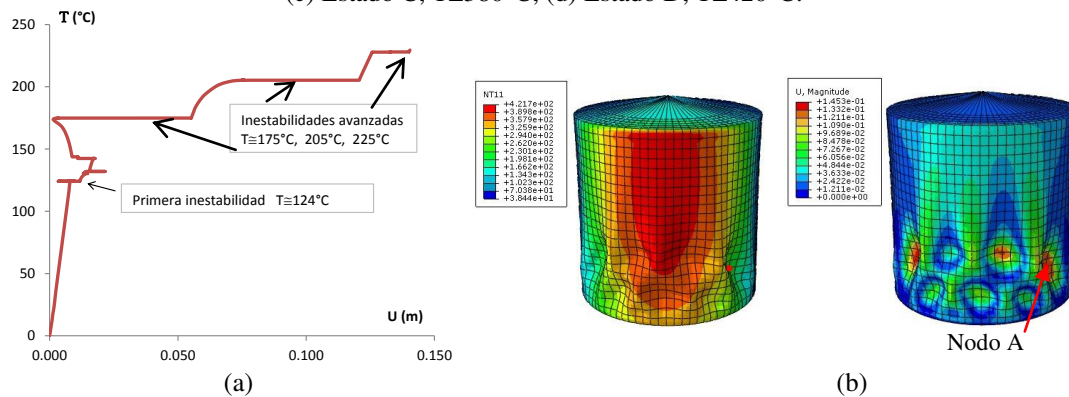 Estado C, (d) Estado D,
T (°C)
250
200
150
100
50
0
0.000
0.050
0.100
0.150
U (m)
Inestabilidades avanzadas
T≅175°C, 205°C, 225°C
Primera inestabilidad T≅124°C
(a)
NT11
+4.217e+02
+3.898e+02
+3.579e+02
+3.259e+02
+2.940e+02
+2.620e+02
+2.301e+02
+1.981e+02
+1.662e+02
+1.343e+02
+1.023e+02
+7.038e+01
+3.844e+01
U, Magnitude
+1.453e-01
+1.332e-01
+1.211e-01
+1.090e-01
+9.689e-02
+8.478e-02
+7.267e-02
+6.056e-02
+4.844e-02
+3.633e-02
+2.422e-02
+1.211e-02
+0.000e+00
Nodo A
(b)